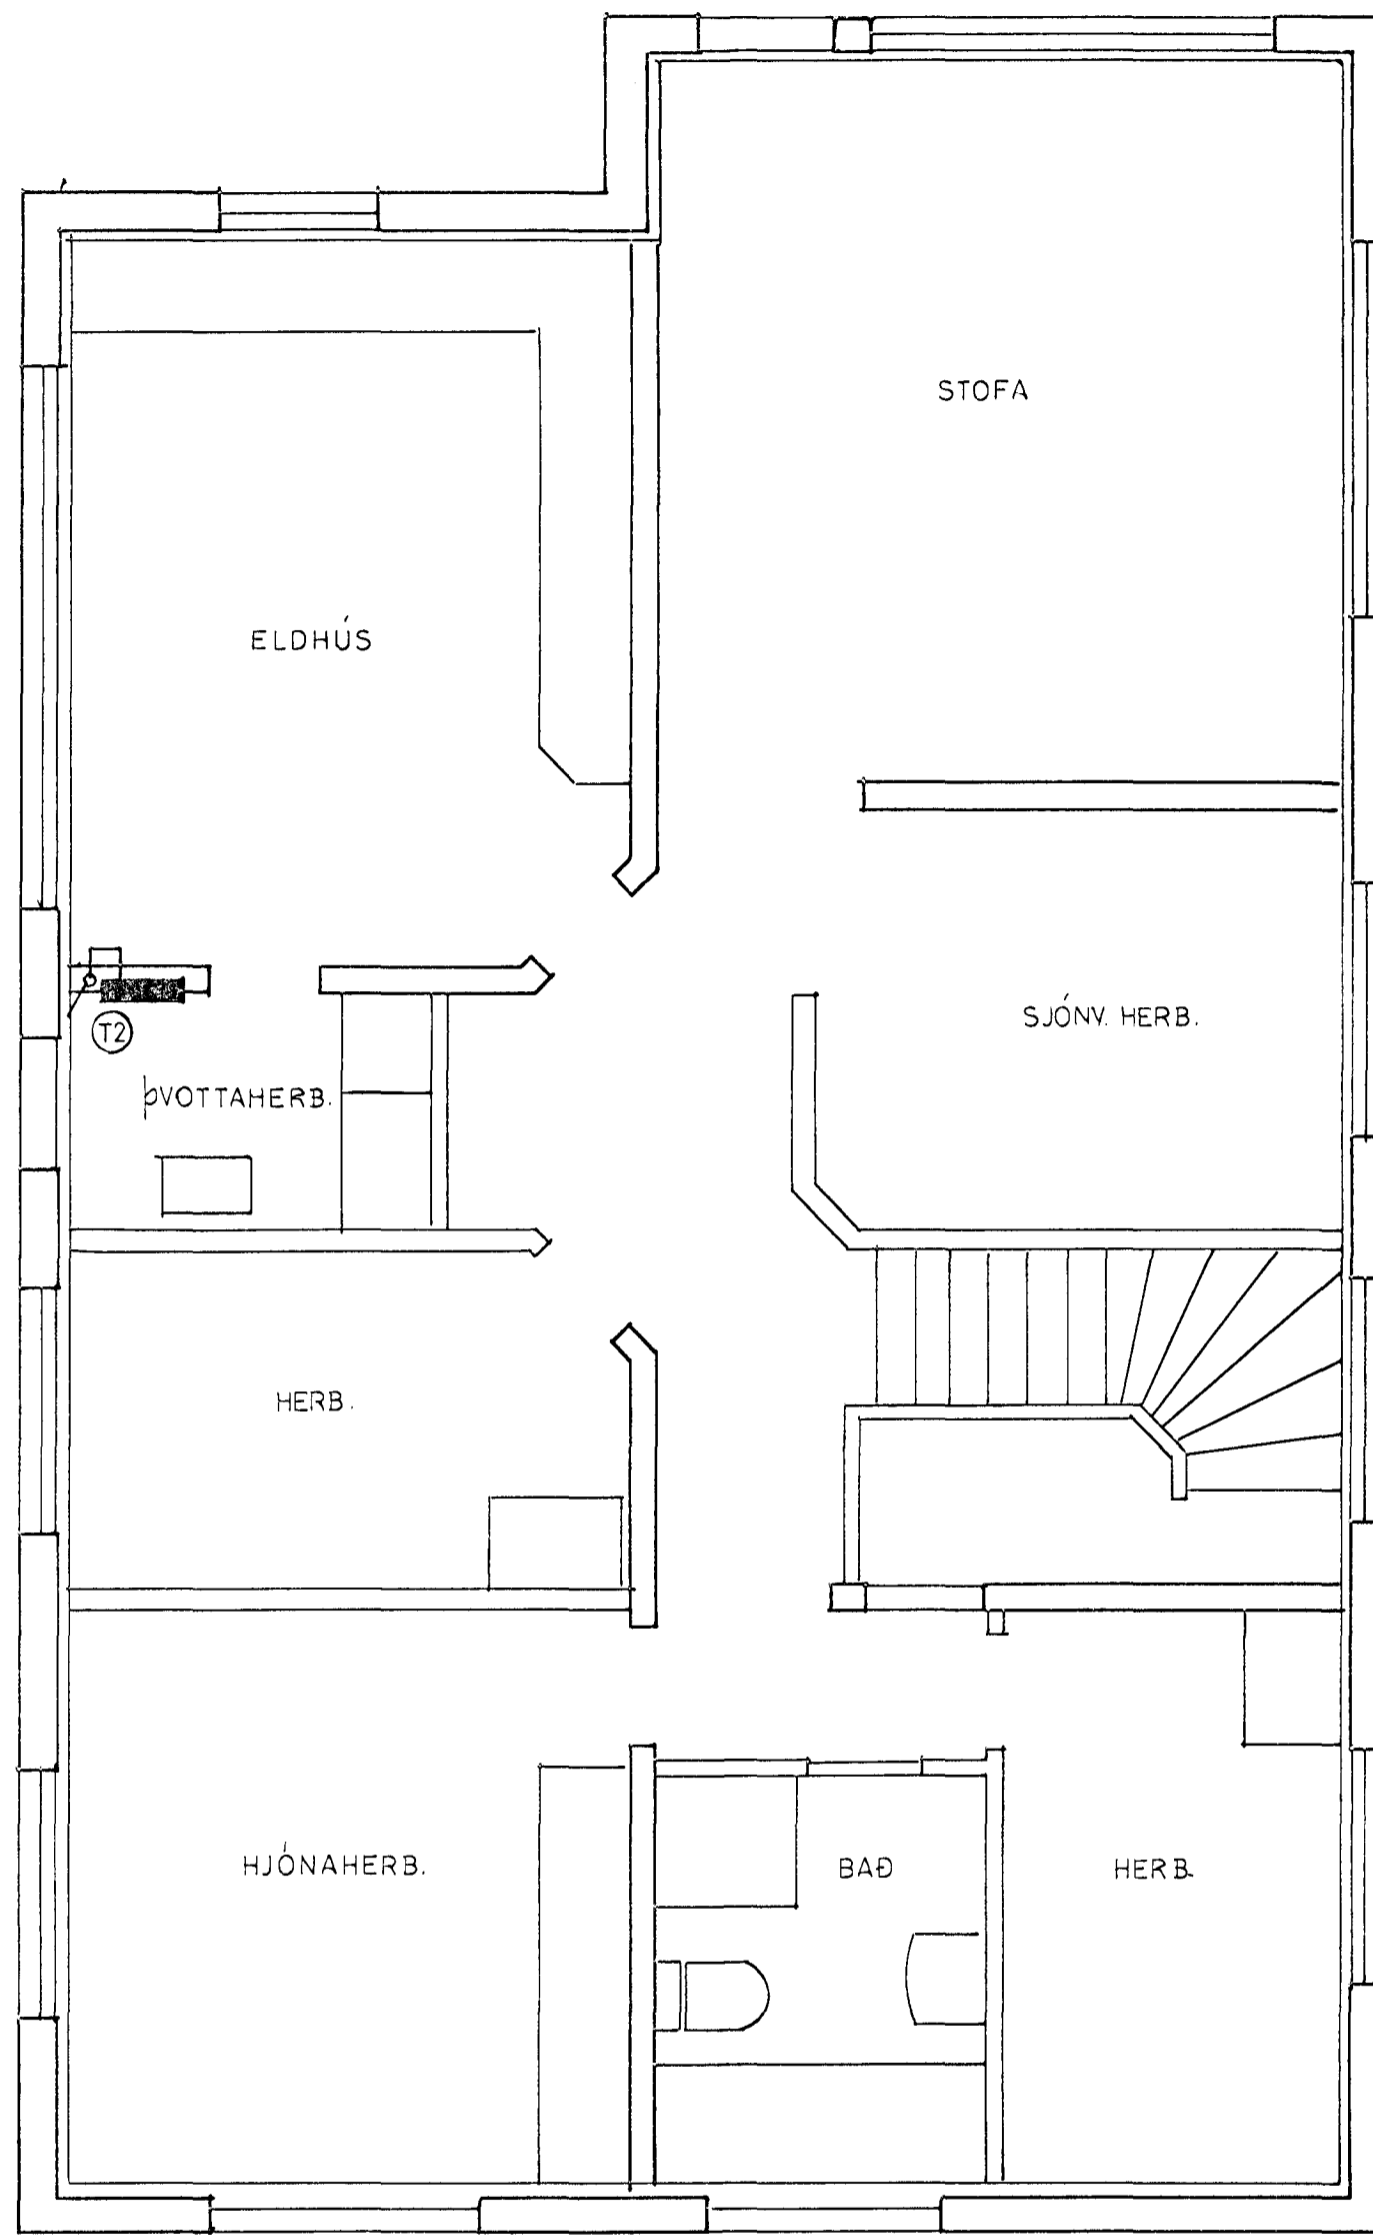 STOFA
ELDHÚS
SJÓNV. HERB.
T2
ÞVOTTAHERB.
HERB.
HJÓNAHERB.
BAÐ
HERB.